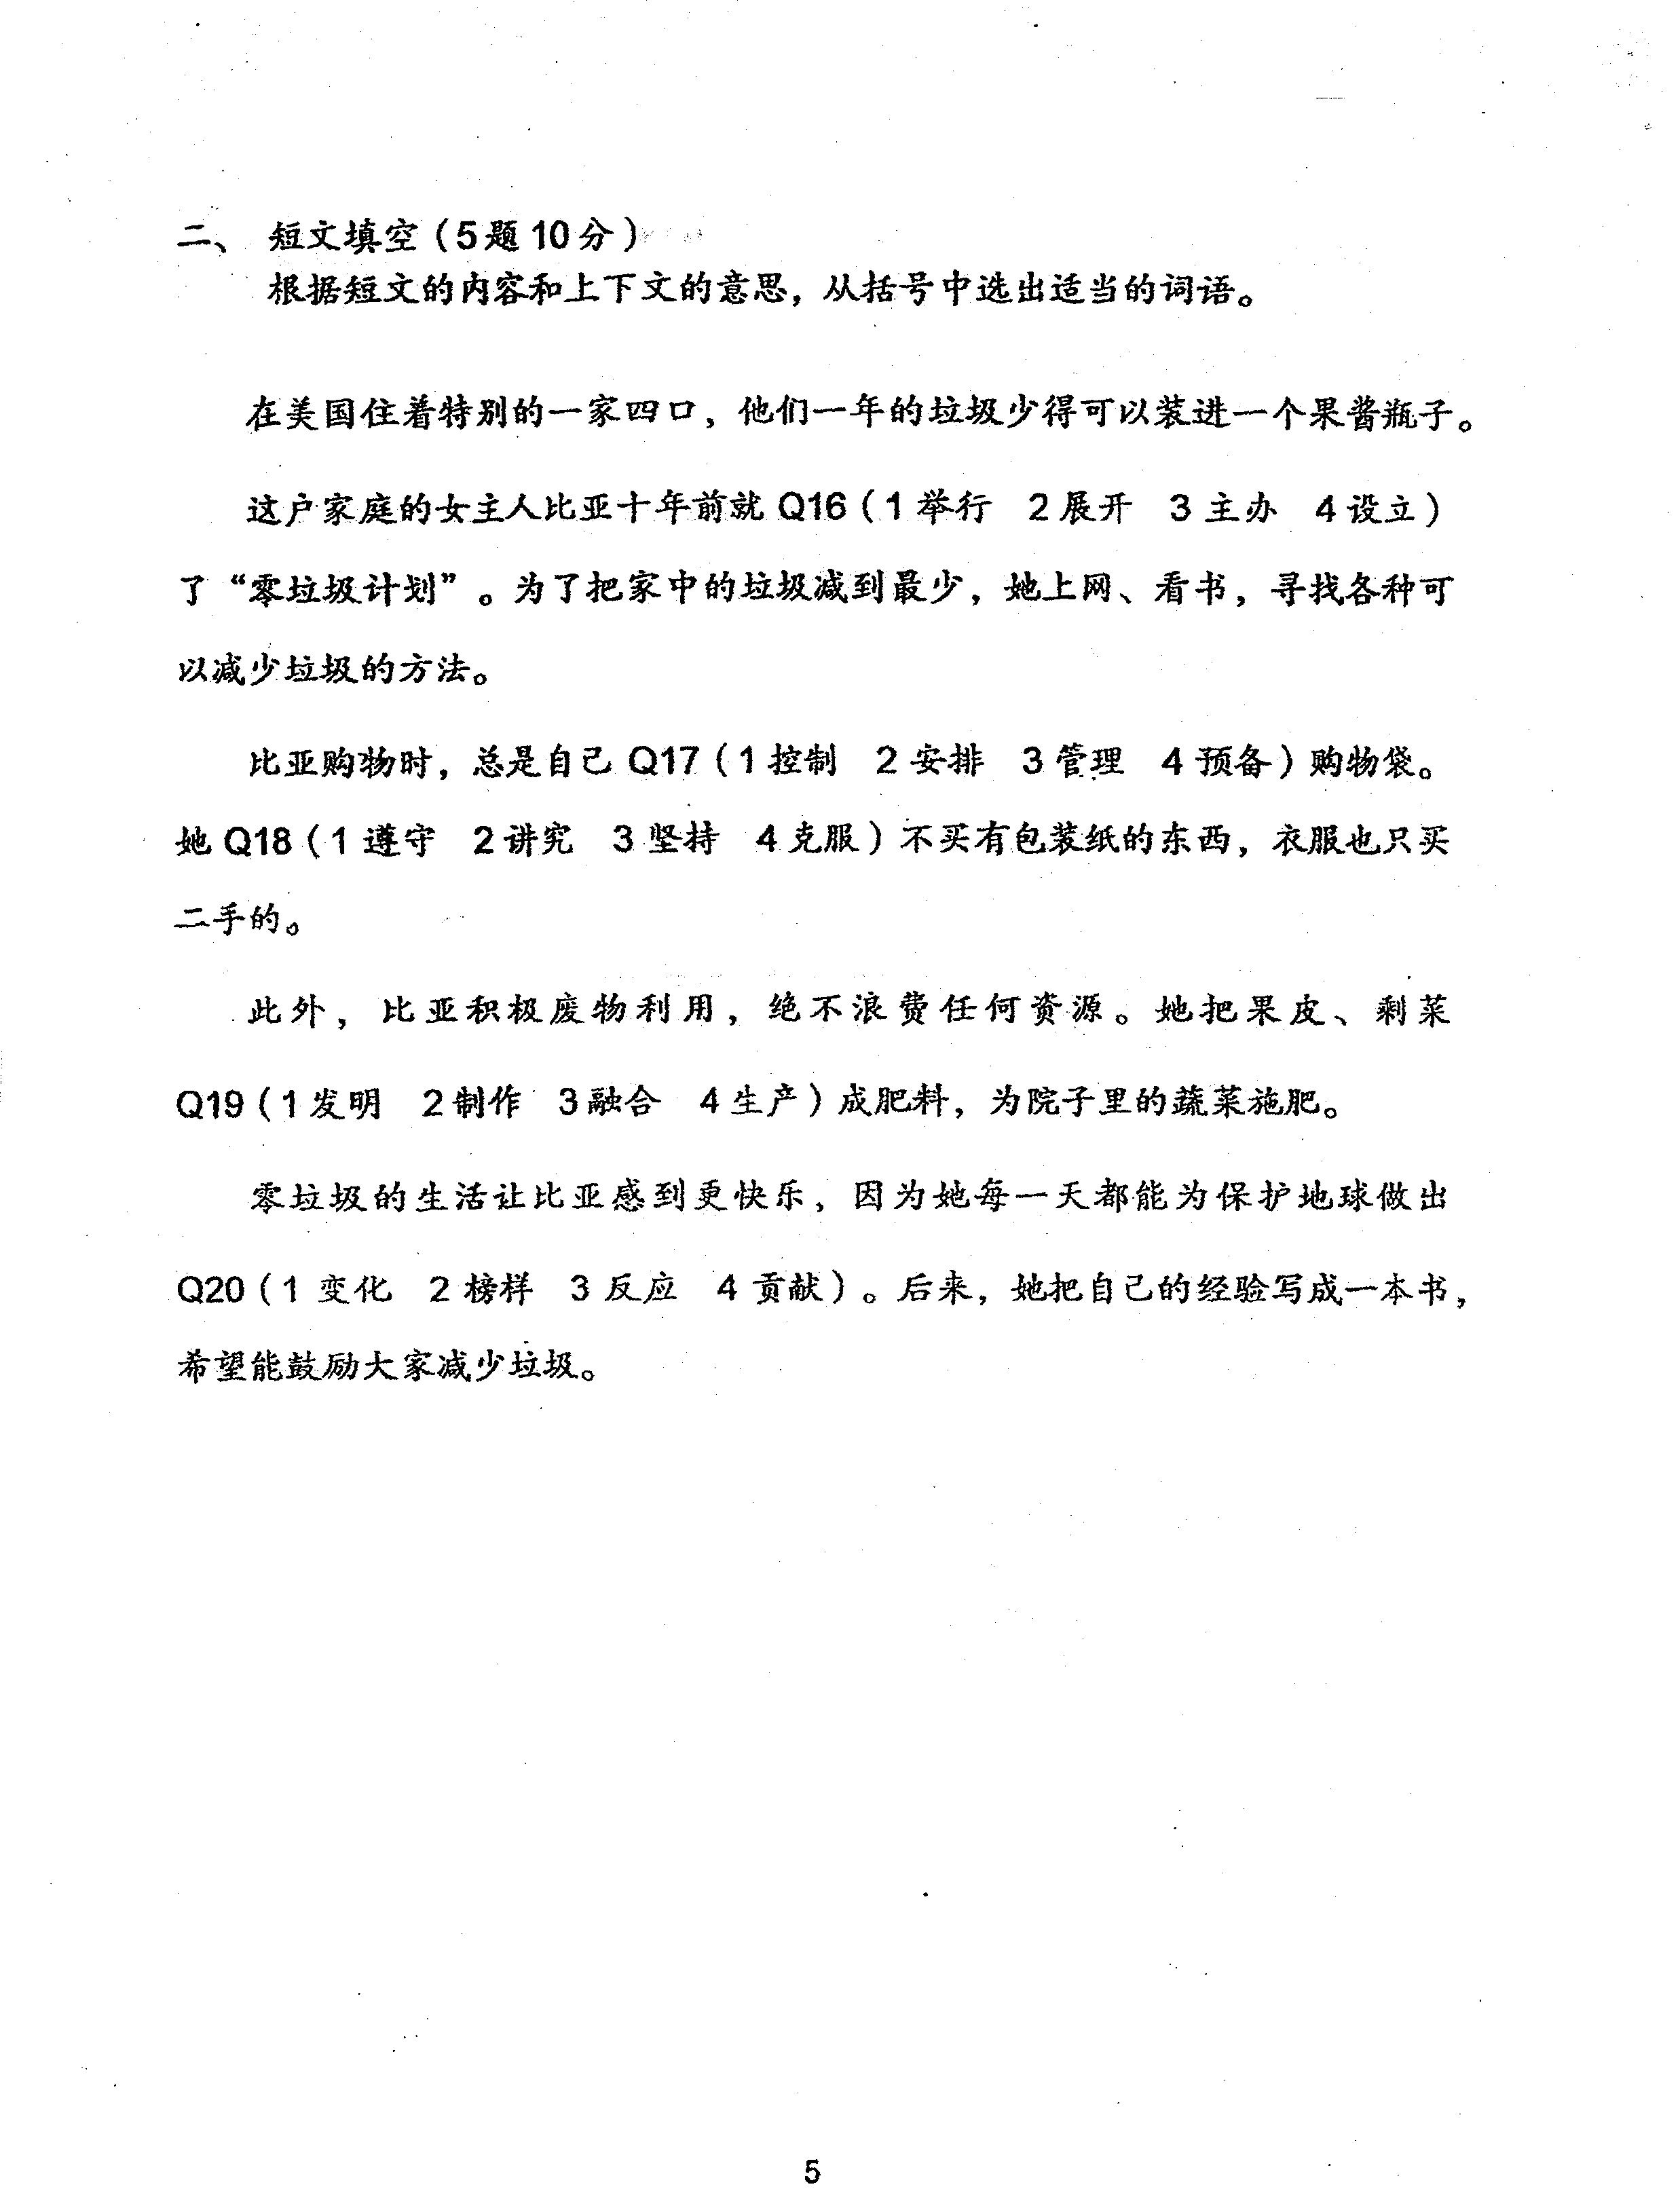 二、 短文填空（5题10分）
根据短文的内容和上下文的意思，从括号中选出适当的词语。
在美国住着特别的一家四口，他们一年的垃圾少得可以装进一个果酱瓶子。
这户家庭的女主人比亚十年前就 Q16（1 举行 2 展开 3 主办 4 设立）
了“零垃圾计划”。为了把家中的垃圾减到最少，她上网、看书，寻找各种可
以减少垃圾的方法。
比亚购物时，总是自己 Q17（1 控制 2 安排 3 管理 4 预备）购物袋。
她 Q18（1 遵守 2 讲究 3 坚持 4 克服）不买有包装纸的东西，衣服也只买
二手的。
此外，比亚积极废物利用，绝不浪费任何资源。她把果皮、剩菜
Q19（1 发明 2 制作 3 融合 4 生产）成肥料，为院子里的蔬菜施肥。
零垃圾的生活让比亚感到更快乐，因为她每一天都能为保护地球做出
Q20（1 变化 2 榜样 3 反应 4 贡献）。后来，她把自己的经验写成一本书，
希望能鼓励大家减少垃圾。
5